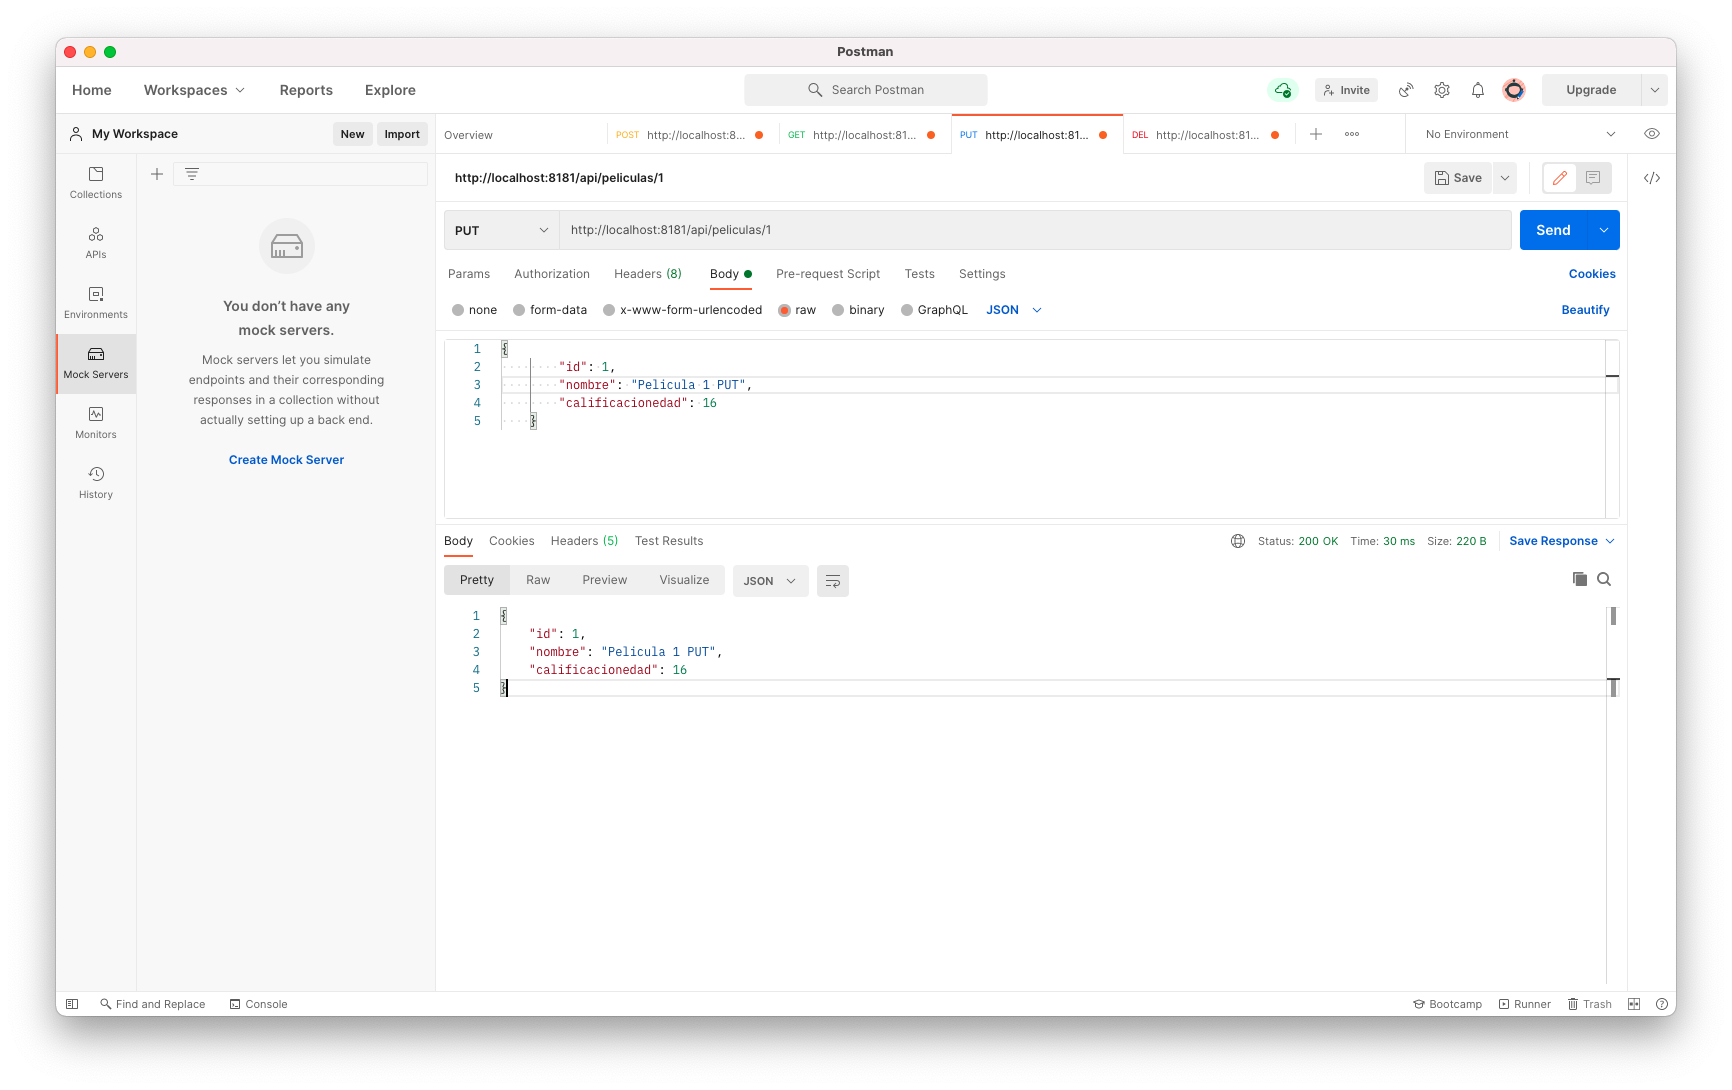 Postman
Home Workspaces Reports Explore Search Postman Invite Upgrade
My Workspace New Import Overview POST http://localhost:8... GET http://localhost:81... PUT http://localhost:81... DEL http://localhost:81... No Environment
Collections
APIs
Environments
Mock Servers
Monitors
History
You don't have any
mock servers.
Mock servers let you simulate
endpoints and their corresponding
responses in a collection without
actually setting up a back end.
Create Mock Server
http://localhost:8181/api/peliculas/1 Save
PUT http://localhost:8181/api/peliculas/1 Send
Params Authorization Headers (8) Body Pre-request Script Tests Settings Cookies
none form-data x-www-form-urlencoded raw binary GraphQL JSON Beautify
1 {
2 "id": 1,
3 "nombre": "Pelicula 1 PUT",
4 "calificacionedad": 16
5 }
Body Cookies Headers (5) Test Results Status: 200 OK Time: 30 ms Size: 220 B Save Response
Pretty Raw Preview Visualize JSON
1 {
2 "id": 1,
3 "nombre": "Pelicula 1 PUT",
4 "calificacionedad": 16
5 }
Find and Replace Console Bootcamp Runner Trash